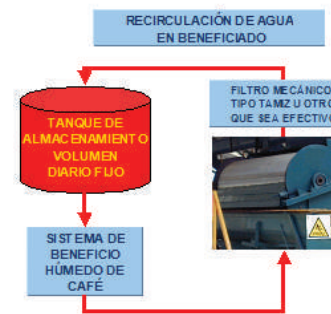 RECIRCULACIÓN DE AGUA
EN BENEFICIADO
FILTRO MECÁNICO
TIPO TAMIZ U OTRO
QUE SEA EFECTIVO
TANQUE DE
ALMACENAMIENTO
VOLUMEN
DIARIO FIJO
SISTEMA DE
BENEFICIO
HÚMEDO DE
CAFÉ